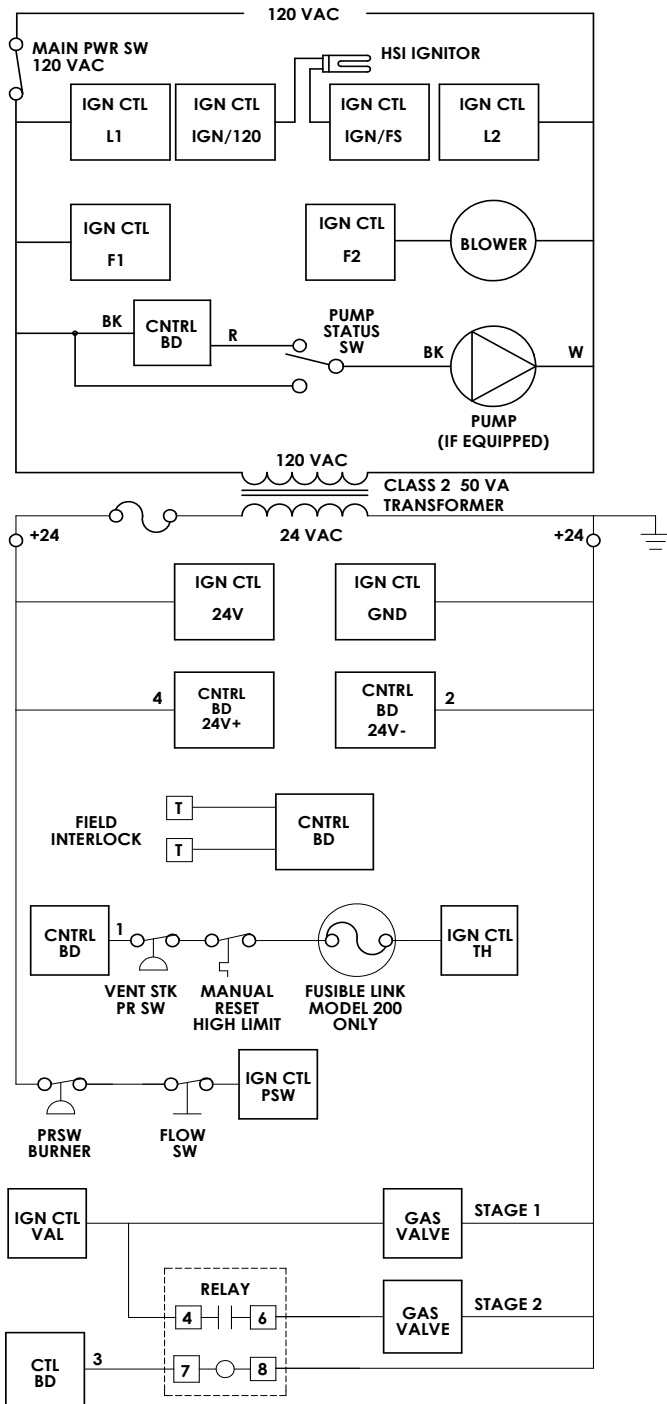 120 VAC
MAIN PWR SW
120 VAC
HSI IGNITOR
IGN CTL
L1
IGN CTL
IGN/120
IGN CTL
IGN/FS
IGN CTL
L2
IGN CTL
F1
IGN CTL
F2
BLOWER
BK
CNTRL
BD
R
PUMP
STATUS
SW
BK
W
PUMP
(IF EQUIPPED)
120 VAC
CLASS 2 50 VA
TRANSFORMER
+24
24 VAC
+24
IGN CTL
24V
IGN CTL
GND
4
CNTRL
BD
24V+
CNTRL
BD
24V-
2
FIELD
INTERLOCK
T
T
CNTRL
BD
CNTRL
BD
1
VENT STK
PR SW
MANUAL
RESET
HIGH LIMIT
FUSIBLE LINK
MODEL 200
ONLY
IGN CTL
TH
PRSW
BURNER
FLOW
SW
IGN CTL
PSW
IGN CTL
VAL
GAS
VALVE
STAGE 1
RELAY
4
6
GAS
VALVE
STAGE 2
CTL
BD
3
7
8